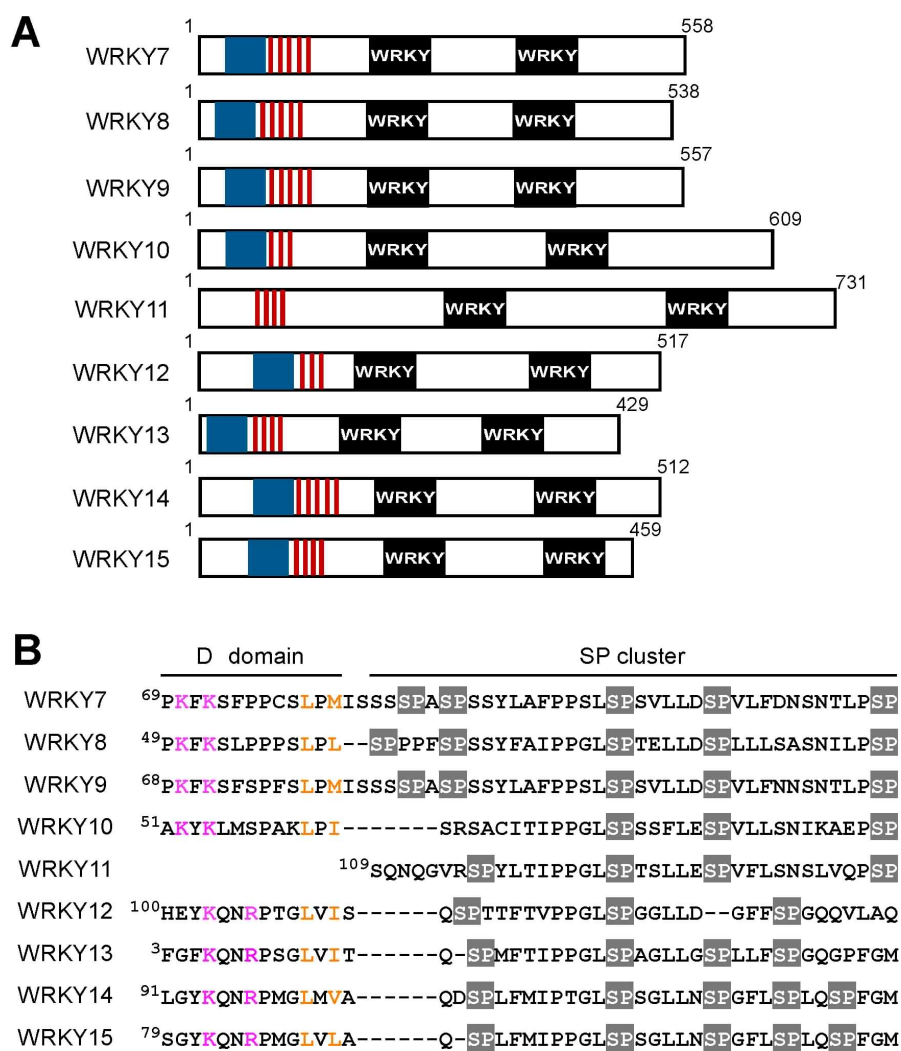 A
1 558
WRKY7 WRKY WRKY
1 538
WRKY8 WRKY WRKY
1 557
WRKY9 WRKY WRKY
1 609
WRKY10 WRKY WRKY
1 731
WRKY11 WRKY WRKY
1 517
WRKY12 WRKY WRKY
1 429
WRKY13 WRKY WRKY
1 512
WRKY14 WRKY WRKY
1 459
WRKY15 WRKY WRKY
B
D domain SP cluster
WRKY7 69PKFKSFPPCSLPMISSSSPASPSSYLAFPPSLSPSVLLDSPVLFDNSNTLPSP
WRKY8 49PKFKSLPPPSLPL--SPPPFSPSSYFAIPPGLSPTELLDSPLLLSASNILPSP
WRKY9 68PKFKSFSPFSLPMISSSSPASPSSYLAFPPGLSPSVLLDSPVLFNNSNTLPSP
WRKY10 51AKYKLMSPAKLPI-------SRSACITIPPGLSPSSFLESPVLLSNIKAEPSP
WRKY11 109SQNQGVRSPYLTIPPGLSPTSLLESPVFLSNSLVQPSP
WRKY12 100HEYKQNRPTGLVIS------QSPTTFTVPPGLSPGGLLD--GFFSPGQQVLAQ
WRKY13 3FGFKQNRPSGLVIT------Q-SPMFTIPPGLSPAGLLGSPLLFSPGQGPFGM
WRKY14 91LGYKQNRPMGLMVA------QDSPLFMIPTGLSPSGLLNSPGFLSPLQSPFGM
WRKY15 79SGYKQNRPMGLVLA------Q-SPLFMIPPGLSPSGLLNSPGFLSPLQSPFGM